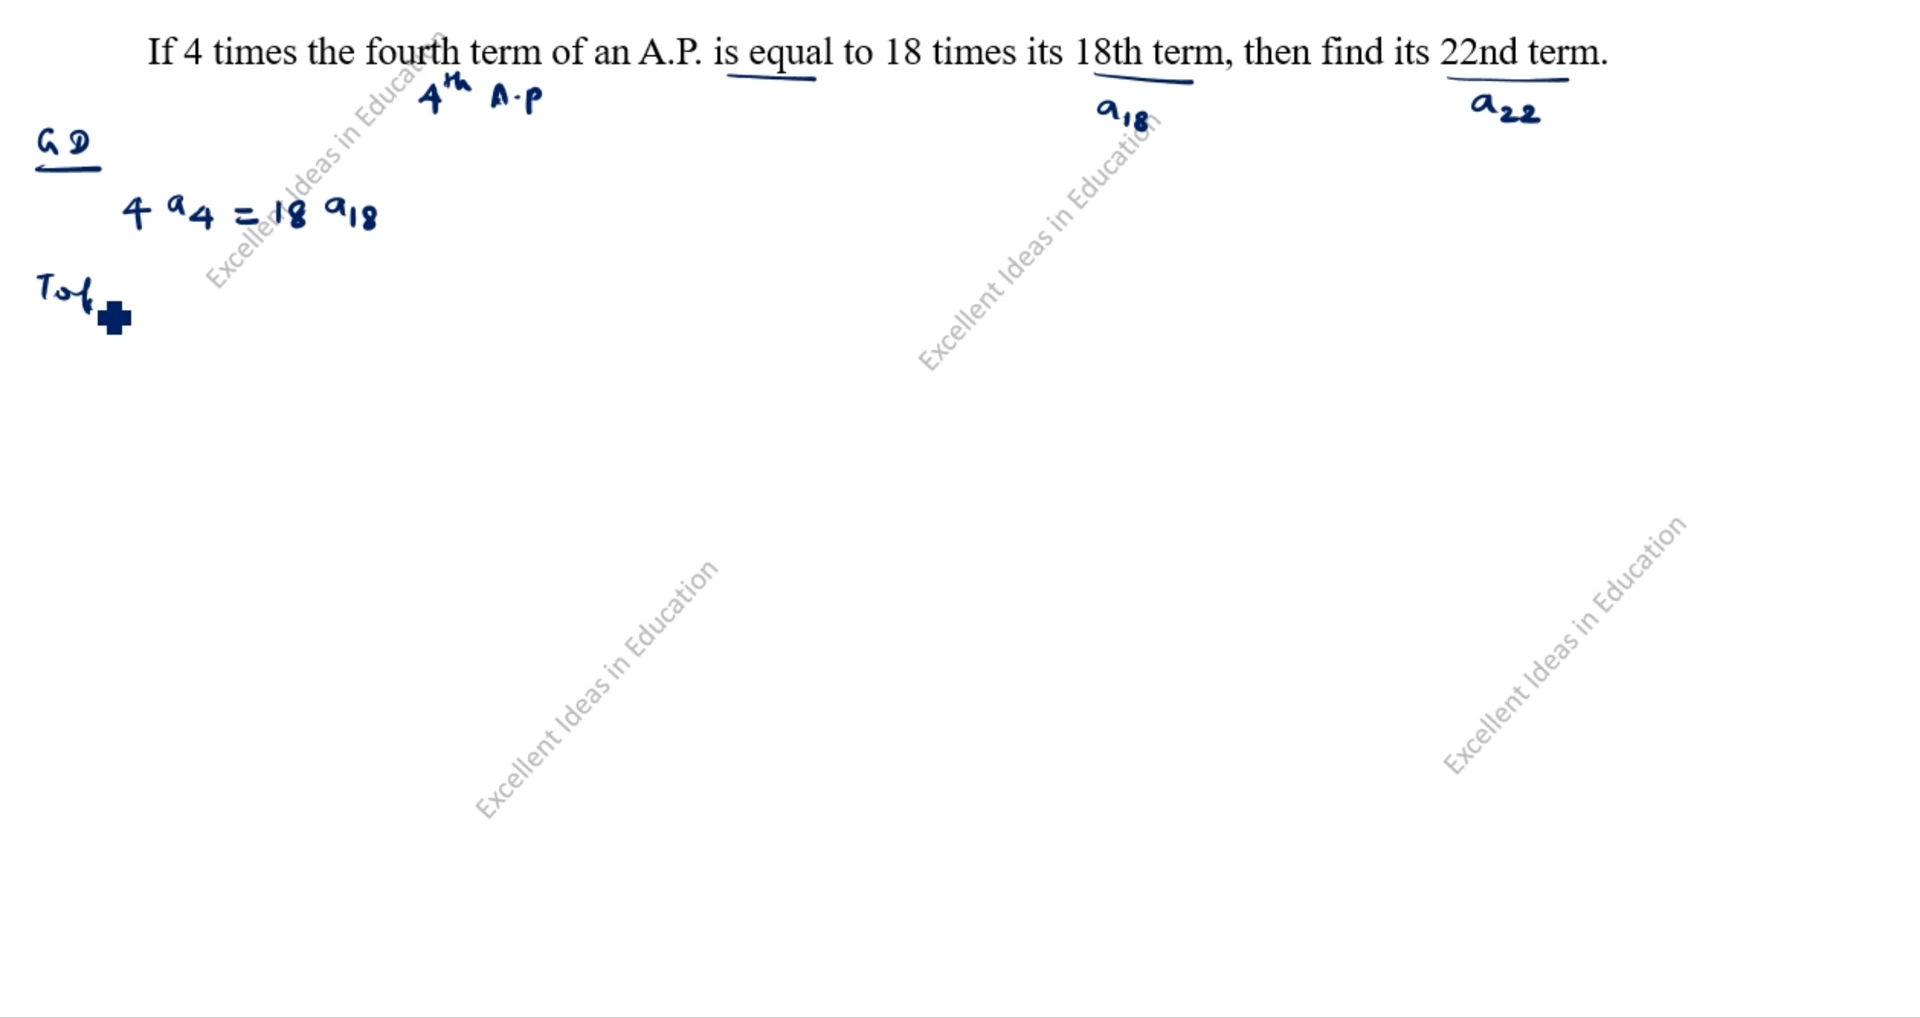 If 4 times the fourth term of an A.P. is equal to 18 times its 18th term, then find its 22nd term.
4th A.P
a18
a22
G D
4 a4 = 18 a18
Tof
Excellent Ideas in Education
Excellent Ideas in Education
Excellent Ideas in Education
Excellent Ideas in Education